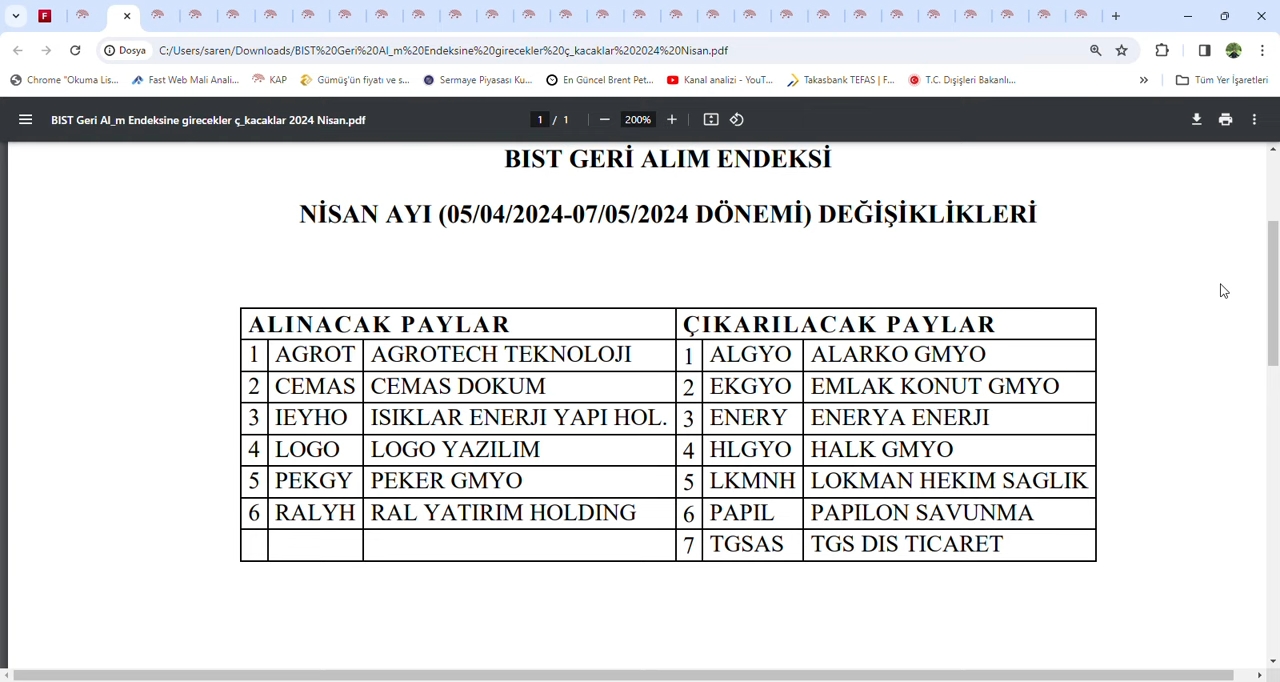 Dosya
C:/Users/saren/Downloads/BIST%20Geri%20Al_m%20Endeksine%20girecekler%20ç_kacaklar%202024%20Nisan.pdf
Chrome "Okuma Lis...
Fast Web Mali Anali...
KAP
Gümüş'ün fiyatı ve s...
Sermaye Piyasası Ku...
En Güncel Brent Pet...
Kanal analizi - YouT...
Takasbank TEFAS | F...
T.C. Dışişleri Bakanlı...
Tüm Yer İşaretleri
BIST Geri Al_m Endeksine girecekler ç_kacaklar 2024 Nisan.pdf
1 / 1
200%
BIST GERİ ALIM ENDEKSİ
NİSAN AYI (05/04/2024-07/05/2024 DÖNEMİ) DEĞİŞİKLİKLERİ
ALINACAK PAYLAR ÇIKARILACAK PAYLAR
1 AGROT AGROTECH TEKNOLOJI 1 ALGYO ALARKO GMYO
2 CEMAS CEMAS DOKUM 2 EKGYO EMLAK KONUT GMYO
3 IEYHO ISIKLAR ENERJI YAPI HOL. 3 ENERY ENERYA ENERJI
4 LOGO LOGO YAZILIM 4 HLGYO HALK GMYO
5 PEKGY PEKER GMYO 5 LKMNH LOKMAN HEKIM SAGLIK
6 RALYH RAL YATIRIM HOLDING 6 PAPIL PAPILON SAVUNMA
7 TGSAS TGS DIS TICARET